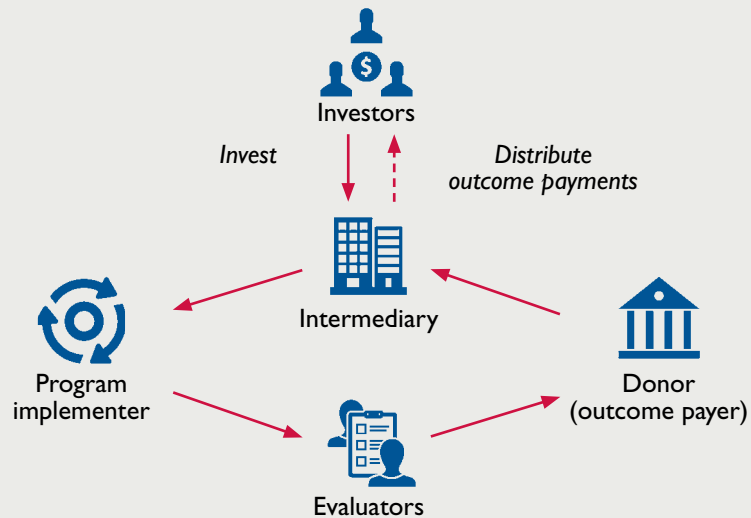 $
Investors
Invest
Distribute
outcome payments
Intermediary
Program
implementer
Donor
(outcome payer)
Evaluators